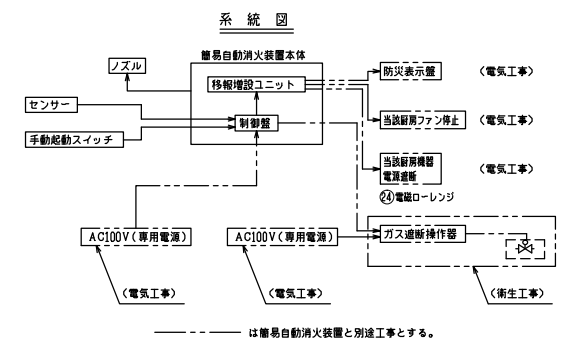 系統図
簡易自動消火装置本体
ノズル
移報増設ユニット
防災表示盤
(電気工事)
センサー
制御盤
当該厨房ファン停止
(電気工事)
手動起動スイッチ
当該厨房機器
電源遮断
(電気工事)
㉔電磁ローレンジ
AC100V(専用電源)
AC100V(専用電源)
ガス遮断操作器
(電気工事)
(電気工事)
(衛生工事)
は簡易自動消火装置と別途工事とする。